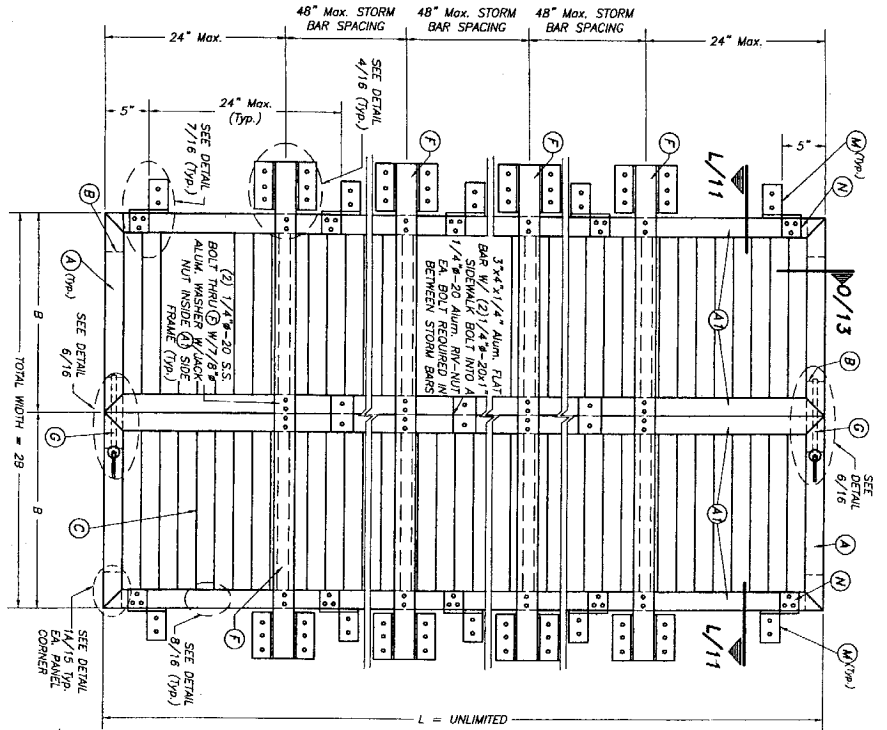 48" Max. STORM
BAR SPACING
48" Max. STORM
BAR SPACING
48" Max. STORM
BAR SPACING
24" Max.
24" Max.
5"
24" Max.
(Typ.)
SEE DETAIL
4/16 (Typ.)
SEE DETAIL
7/16 (Typ.)
F
F
F
F
L/11
5"
M (Typ.)
N
B
A (Typ.)
SEE DETAIL
6/16
G
(2) 1/4"ø-20 S.S.
BOLT THRU F W/7/8"ø
ALUM. WASHER W/JACK
NUT INSIDE A1 SIDE
FRAME (Typ.)
3"x4"x1/4" Alum. FLAT
BAR W/ (2)1/4"ø-20x1"
SIDEWALK BOLT INTO A
1/4"ø-20 Alum. RIV-NUT
EA. BOLT REQUIRED IN
BETWEEN STORM BARS
A1
O/13
B
G
SEE
DETAIL
6/16
A1
A
N
M (Typ.)
L/11
C
F
B
B
TOTAL WIDTH = 2B
SEE DETAIL
1A/15 Typ.
EA. PANEL
CORNER
SEE DETAIL
8/16 (Typ.)
L = UNLIMITED